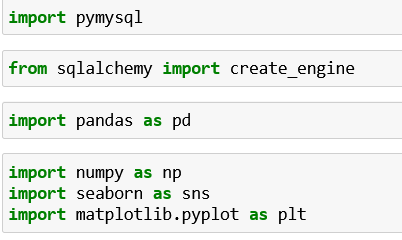 import pymysql
from sqlalchemy import create_engine
import pandas as pd
import numpy as np
import seaborn as sns
import matplotlib.pyplot as plt